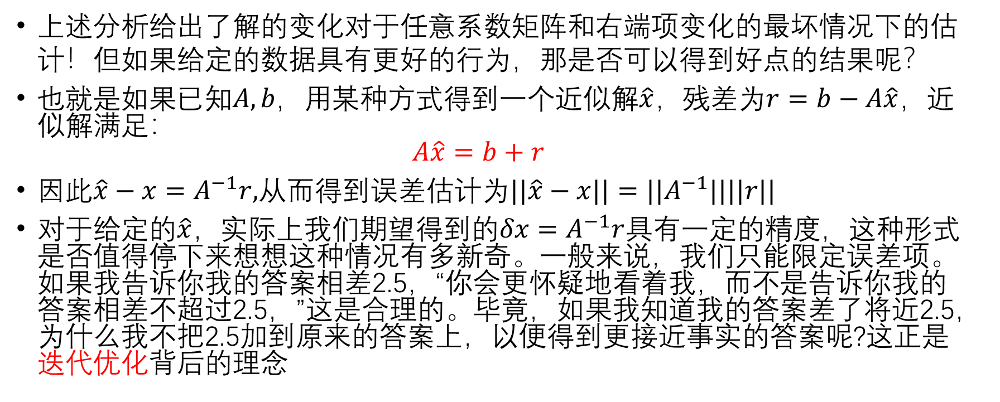 • 上述分析给出了解的变化对于任意系数矩阵和右端项变化的最坏情况下的估
计！但如果给定的数据具有更好的行为，那是否可以得到好点的结果呢？
• 也就是如果已知A,b， 用某种方式得到一个近似解x̂，残差为r = b − Ax̂，近
似解满足：
Ax̂ = b + r
• 因此x̂ − x = A⁻¹r,从而得到误差估计为||x̂ − x|| = ||A⁻¹||||r||
• 对于给定的x̂，实际上我们期望得到的δx = A⁻¹r具有一定的精度，这种形式
是否值得停下来想想这种情况有多新奇。一般来说，我们只能限定误差项。
如果我告诉你我的答案相差2.5，“你会更怀疑地看着我，而不是告诉你我的
答案相差不超过2.5，”这是合理的。毕竟，如果我知道我的答案差了将近2.5,
为什么我不把2.5加到原来的答案上，以便得到更接近事实的答案呢?这正是
迭代优化背后的理念